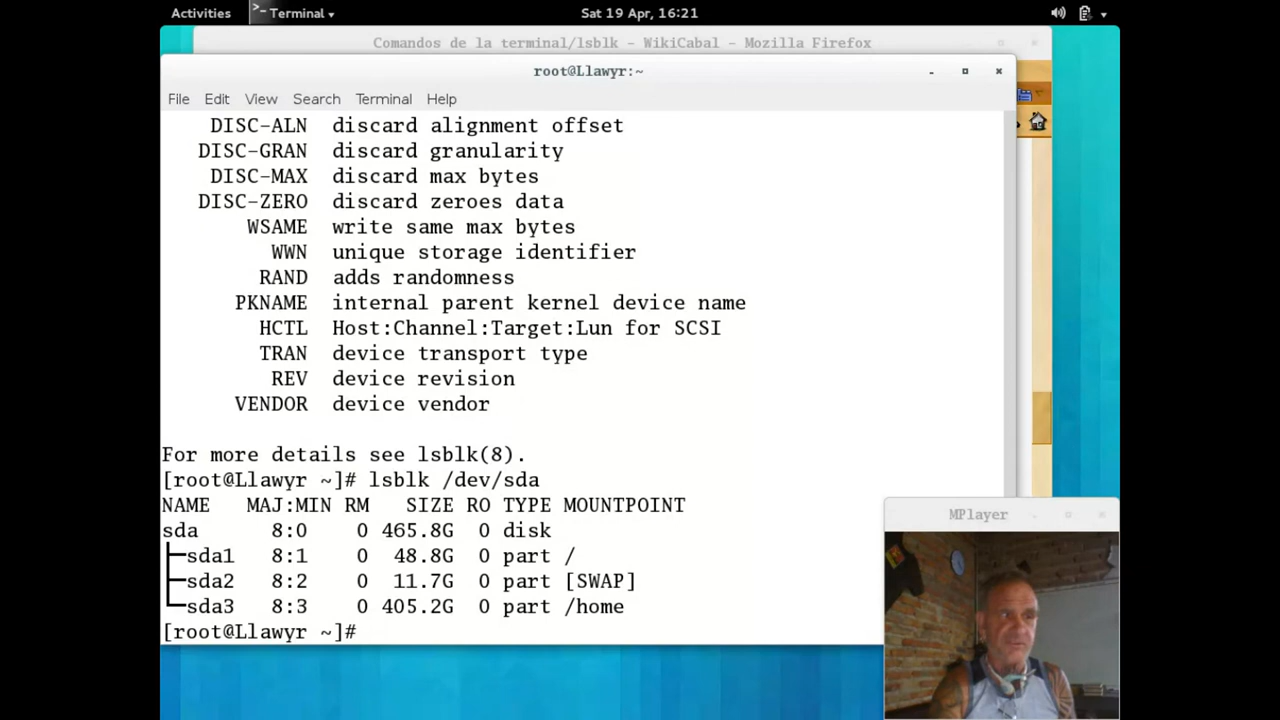 Activities
Terminal
Sat 19 Apr, 16:21
Comandos de la terminal/lsblk - WikiCabal - Mozilla Firefox
root@Llawyr:~
File Edit View Search Terminal Help
DISC-ALN discard alignment offset
DISC-GRAN discard granularity
DISC-MAX discard max bytes
DISC-ZERO discard zeroes data
WSAME write same max bytes
WWN unique storage identifier
RAND adds randomness
PKNAME internal parent kernel device name
HCTL Host:Channel:Target:Lun for SCSI
TRAN device transport type
REV device revision
VENDOR device vendor
For more details see lsblk(8).
[root@Llawyr ~]# lsblk /dev/sda
NAME MAJ:MIN RM SIZE RO TYPE MOUNTPOINT
sda 8:0 0 465.8G 0 disk
├─sda1 8:1 0 48.8G 0 part /
├─sda2 8:2 0 11.7G 0 part [SWAP]
└─sda3 8:3 0 405.2G 0 part /home
[root@Llawyr ~]#
MPlayer